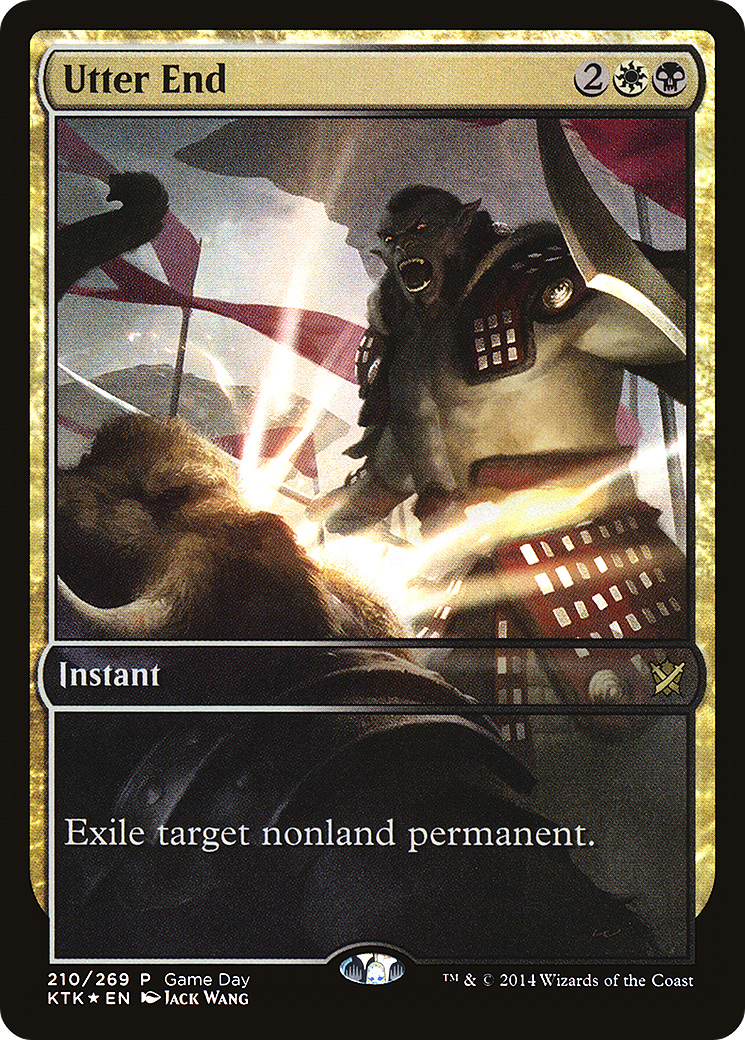 Utter End 2
Instant
Exile target nonland permanent.
210/269 P Game Day
KTK★EN Jack Wang
™ & © 2014 Wizards of the Coast